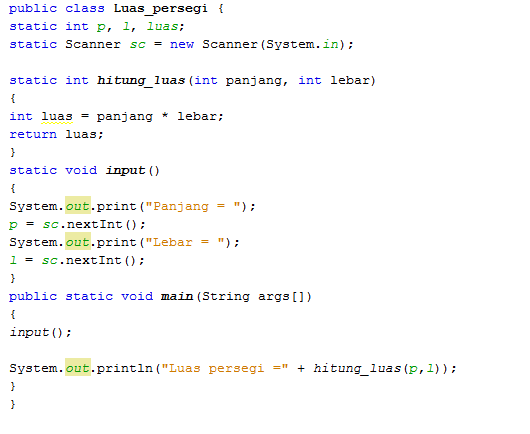 public class Luas_persegi {
static int p, l, luas;
static Scanner sc = new Scanner(System.in);
static int hitung_luas(int panjang, int lebar)
{
int luas = panjang * lebar;
return luas;
}
static void input()
{
System.out.print("Panjang = ");
p = sc.nextInt();
System.out.print("Lebar = ");
l = sc.nextInt();
}
public static void main(String args[])
{
input();
System.out.println("Luas persegi =" + hitung_luas(p,l));
}
}